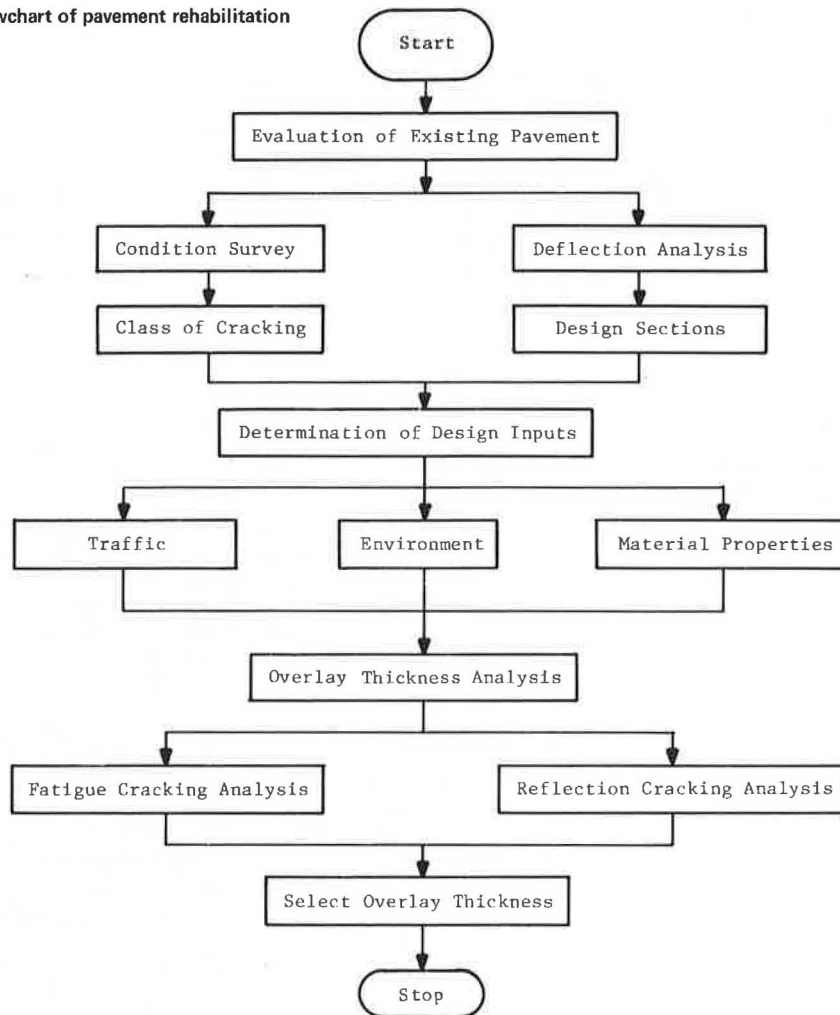 of pavement rehabilitation
Start
Evaluation of Existing Pavement
Condition Survey
Deflection Analysis
Class of Cracking
Design Sections
Determination of Design Inputs
Traffic
Environment
Material Properties
Overlay Thickness Analysis
Fatigue Cracking Analysis
Reflection Cracking Analysis
Select Overlay Thickness
Stop